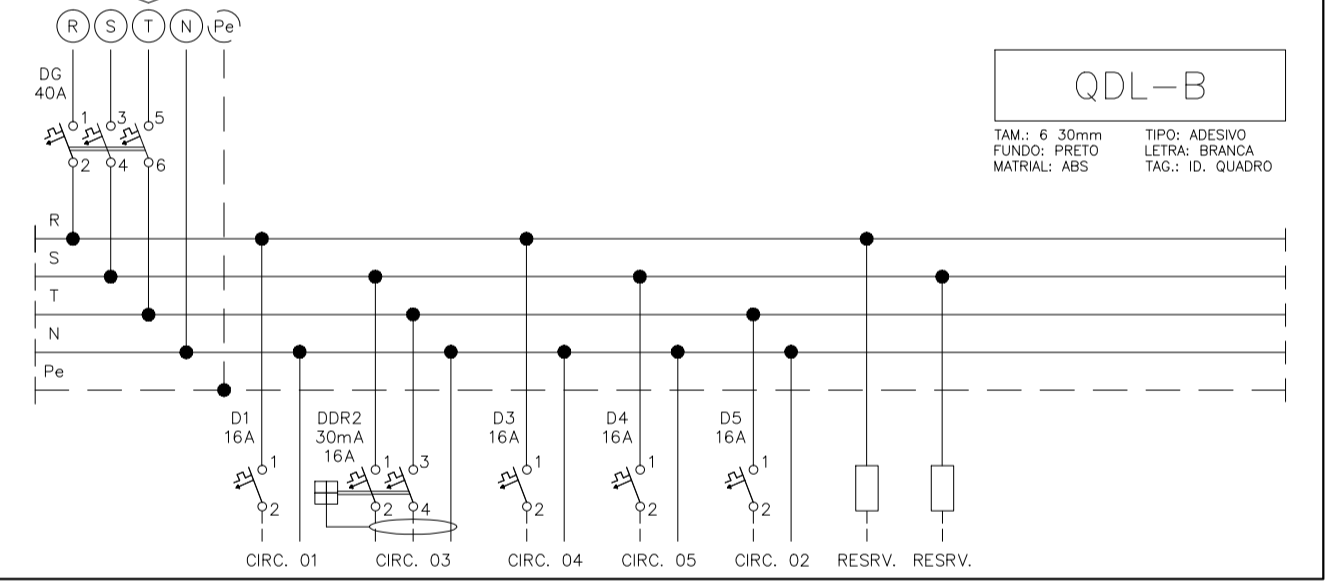 R S T N Pe
DG
40A
1 3 5
2 4 6
QDL-B
TAM.: 6 30mm TIPO: ADESIVO
FUNDO: PRETO LETRA: BRANCA
MATRIAL: ABS TAG.: ID. QUADRO
R
S
T
N
Pe
D1
16A
1
2
DDR2
30mA
16A
1 3
2 4
D3
16A
1
2
D4
16A
1
2
D5
16A
1
2
CIRC. 01 CIRC. 03 CIRC. 04 CIRC. 05 CIRC. 02 RESRV. RESRV.